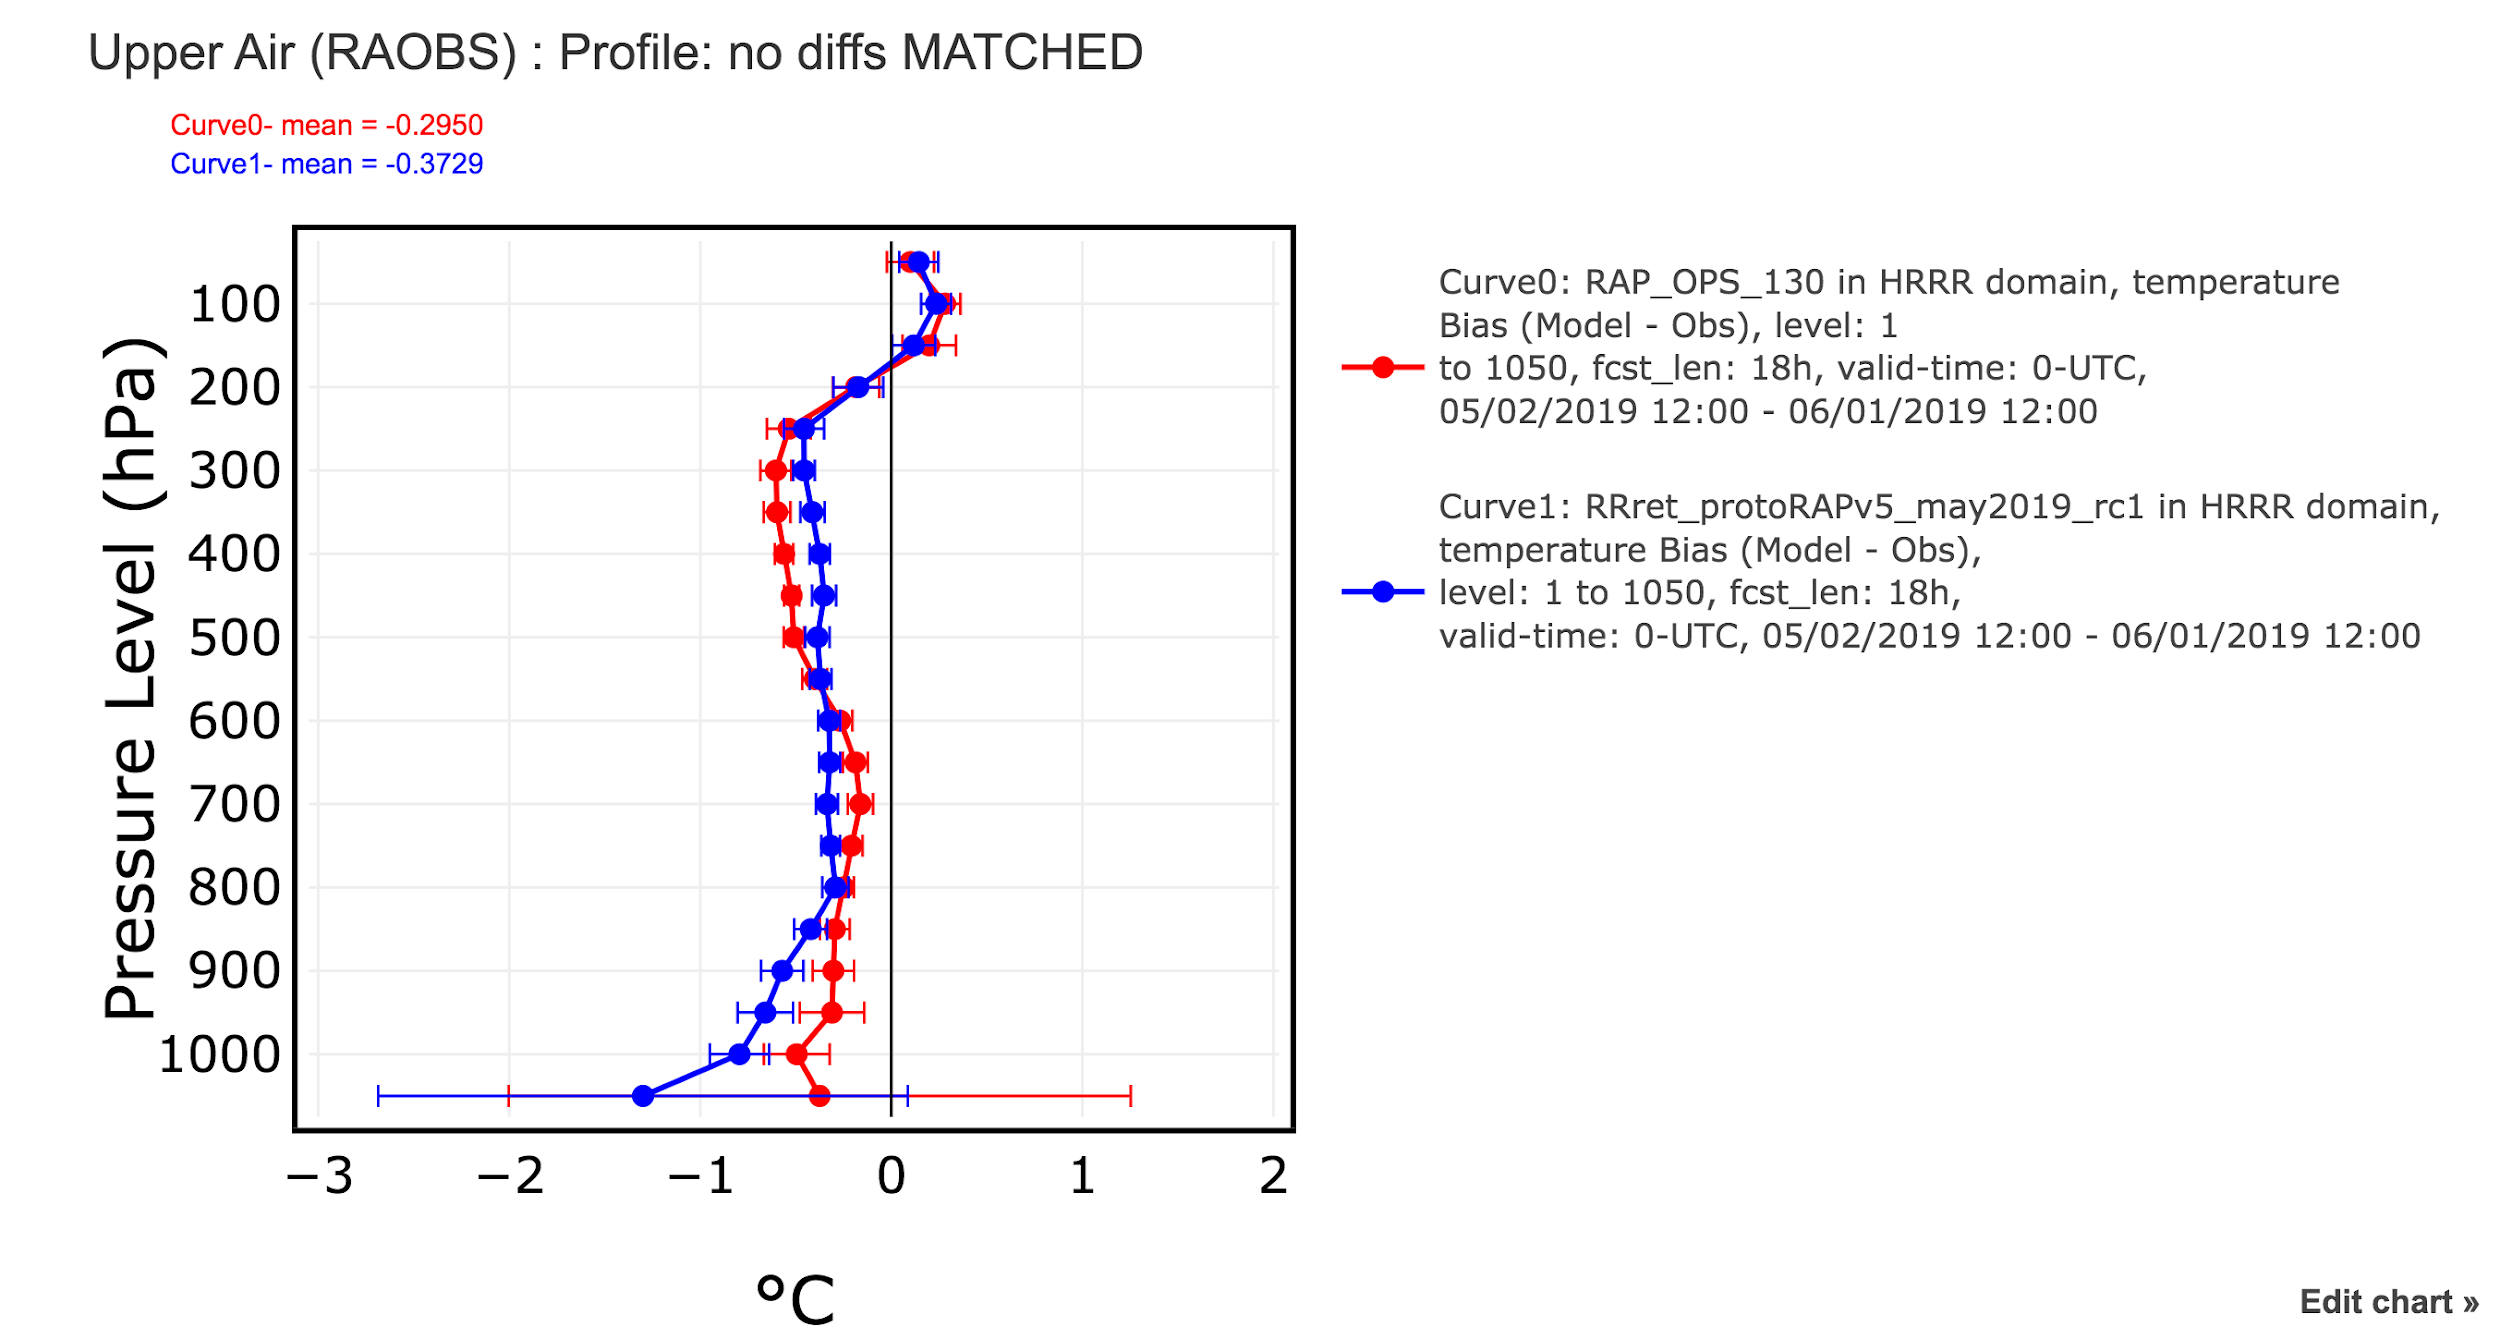 Upper Air (RAOBS) : Profile: no diffs MATCHED
Curve0- mean = -0.2950
Curve1- mean = -0.3729
Pressure Level (hPa)
100
200
300
400
500
600
700
800
900
1000
−3
−2
−1
0
1
2
°C
Curve0: RAP_OPS_130 in HRRR domain, temperature
Bias (Model - Obs), level: 1
to 1050, fcst_len: 18h, valid-time: 0-UTC,
05/02/2019 12:00 - 06/01/2019 12:00
Curve1: RRret_protoRAPv5_may2019_rc1 in HRRR domain,
temperature Bias (Model - Obs),
level: 1 to 1050, fcst_len: 18h,
valid-time: 0-UTC, 05/02/2019 12:00 - 06/01/2019 12:00
Edit chart »